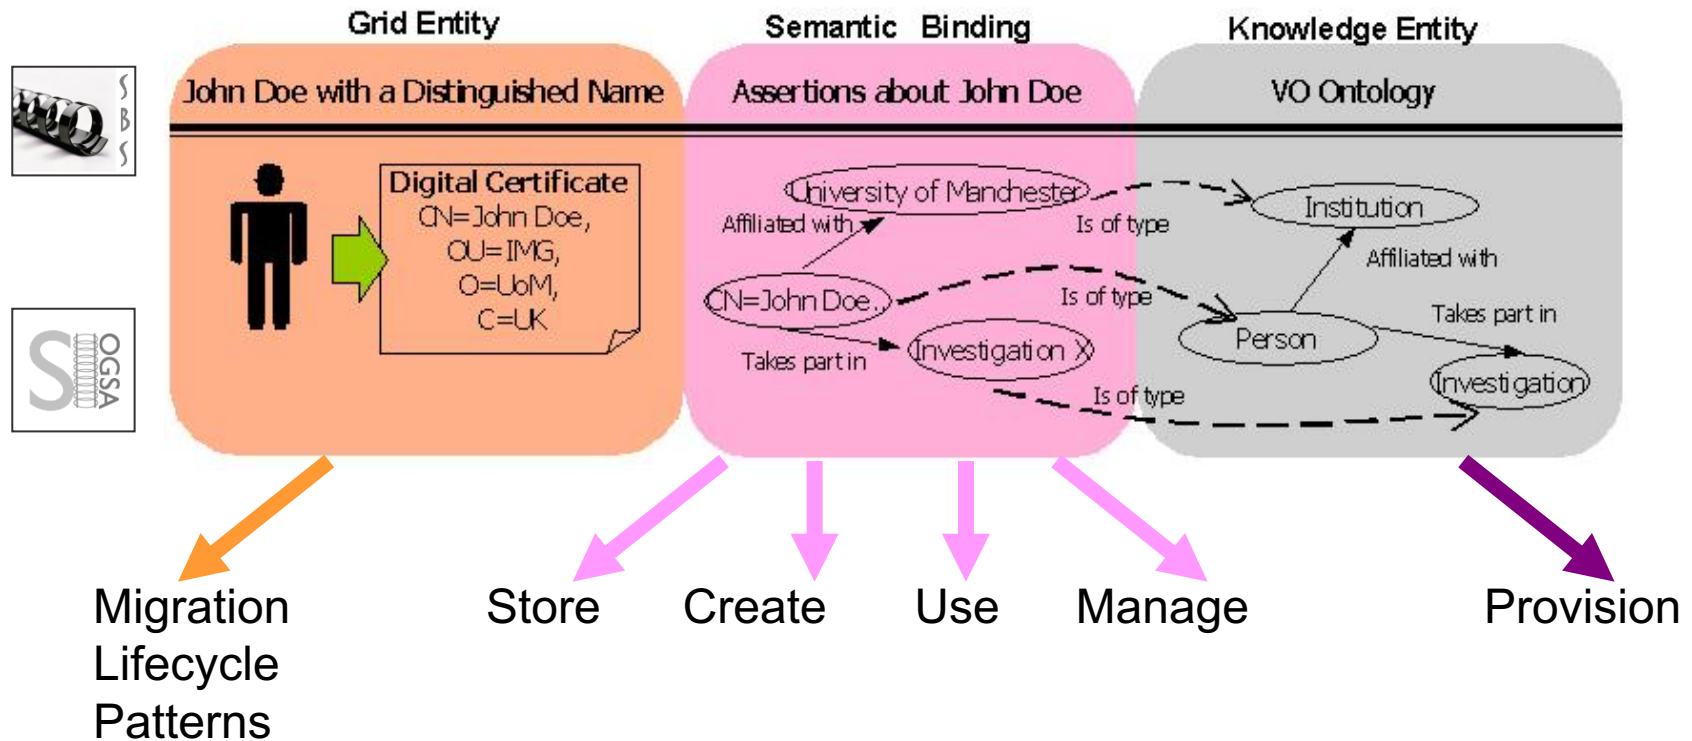 Grid Entity
Semantic Binding
Knowledge Entity
S
B
S
John Doe with a Distinguished Name
Assertions about John Doe
VO Ontology
Digital Certificate
CN=John Doe,
OU=IMG,
O=UoM,
C=UK
University of Manchester
Affiliated with
Is of type
CN=John Doe..
Is of type
Takes part in
Investigation X
Is of type
Institution
Affiliated with
Person
Takes part in
Investigation
S
OGSA
Migration
Lifecycle
Patterns
Store
Create
Use
Manage
Provision